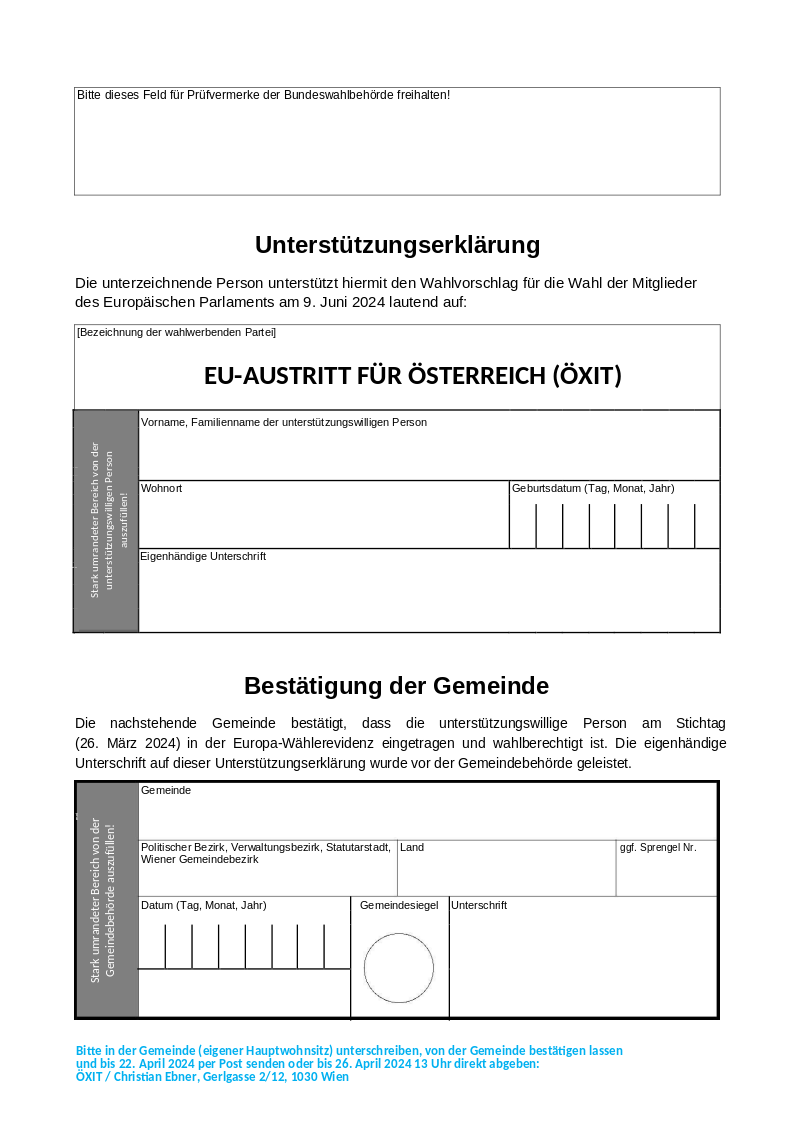 Bitte dieses Feld für Prüfvermerke der Bundeswahlbehörde freihalten!
Unterstützungserklärung
Die unterzeichnende Person unterstützt hiermit den Wahlvorschlag für die Wahl der Mitglieder
des Europäischen Parlaments am 9. Juni 2024 lautend auf:
[Bezeichnung der wahlwerbenden Partei]
EU-AUSTRITT FÜR ÖSTERREICH (ÖXIT)
Stark umrandeter Bereich von der
unterstützungswilligen Person
auszufüllen!
Vorname, Familienname der unterstützungswilligen Person
Wohnort
Geburtsdatum (Tag, Monat, Jahr)
Eigenhändige Unterschrift
Bestätigung der Gemeinde
Die nachstehende Gemeinde bestätigt, dass die unterstützungswillige Person am Stichtag
(26. März 2024) in der Europa-Wählerevidenz eingetragen und wahlberechtigt ist. Die eigenhändige
Unterschrift auf dieser Unterstützungserklärung wurde vor der Gemeindebehörde geleistet.
Stark umrandeter Bereich von der
Gemeindebehörde auszufüllen!
Gemeinde
Politischer Bezirk, Verwaltungsbezirk, Statutarstadt,
Wiener Gemeindebezirk
Land
ggf. Sprengel Nr.
Datum (Tag, Monat, Jahr)
Gemeindesiegel
Unterschrift
Bitte in der Gemeinde (eigener Hauptwohnsitz) unterschreiben, von der Gemeinde bestätigen lassen
und bis 22. April 2024 per Post senden oder bis 26. April 2024 13 Uhr direkt abgeben:
ÖXIT / Christian Ebner, Gerlgasse 2/12, 1030 Wien